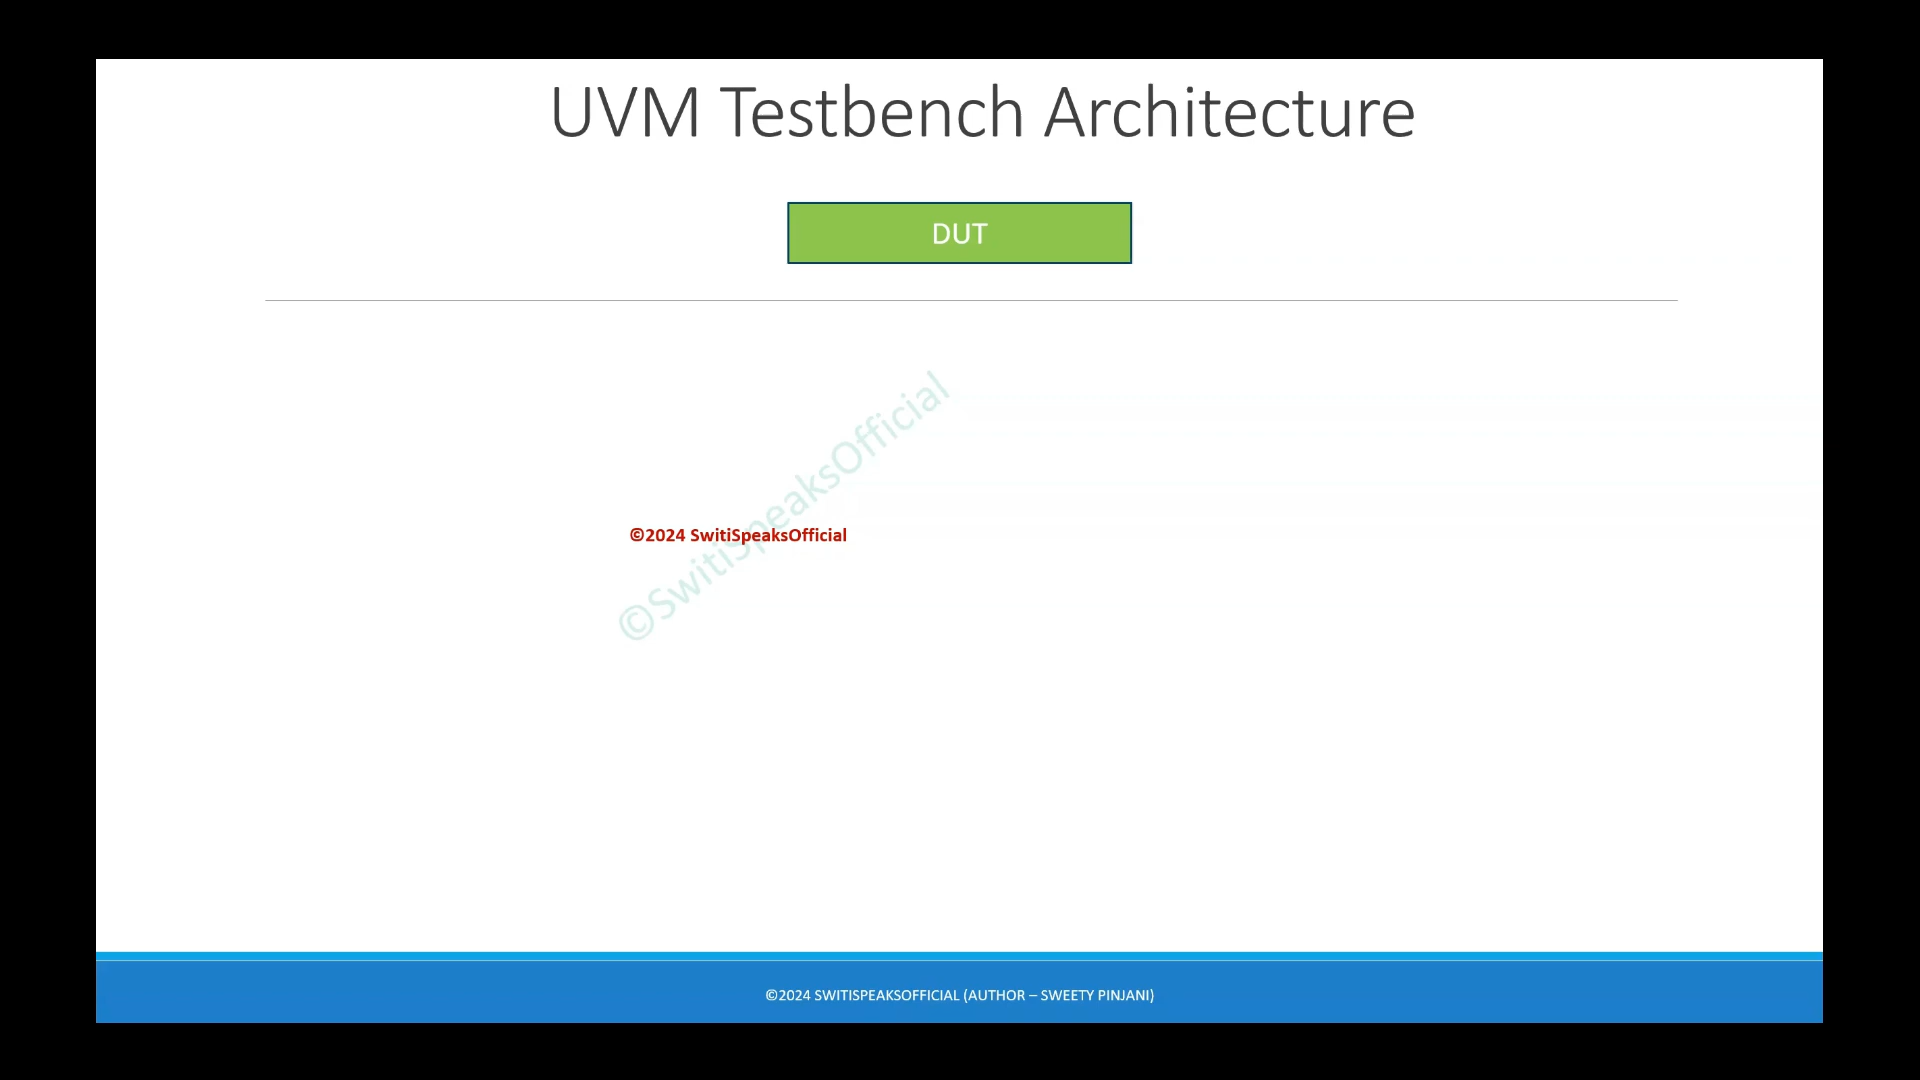 UVM Testbench Architecture
DUT
©SwitiSpeaksOfficial
©2024 SwitiSpeaksOfficial
©2024 SWITISPEAKSOFFICIAL (AUTHOR – SWEETY PINJANI)